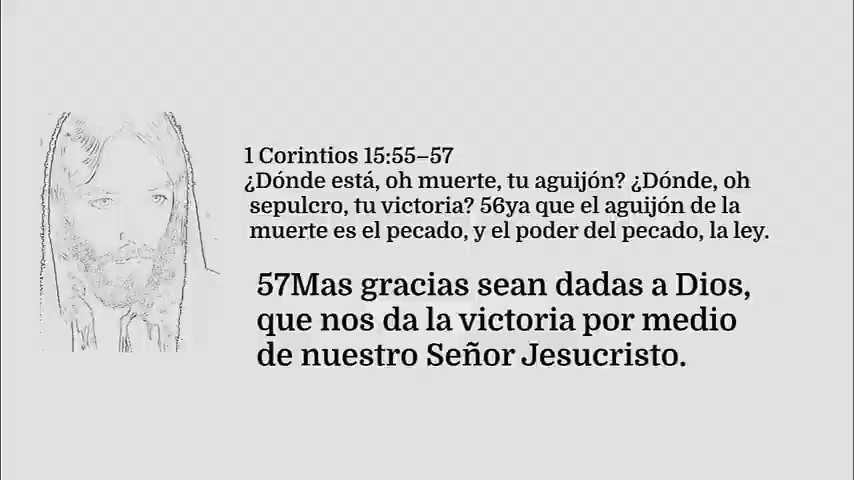 1 Corintios 15:55–57
¿Dónde está, oh muerte, tu aguijón? ¿Dónde, oh
sepulcro, tu victoria? 56ya que el aguijón de la
muerte es el pecado, y el poder del pecado, la ley.
57Mas gracias sean dadas a Dios,
que nos da la victoria por medio
de nuestro Señor Jesucristo.